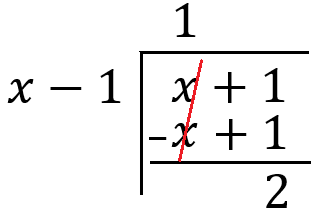 1
x − 1 x + 1
-x + 1
2